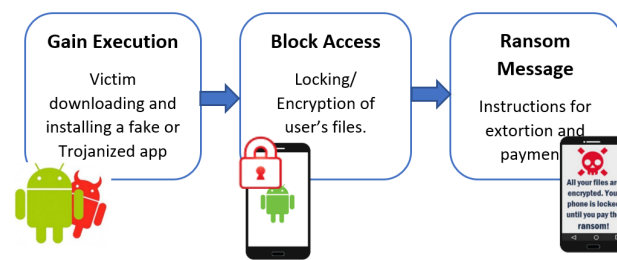 Gain Execution
Victim
downloading and
installing a fake or
Trojanized app
Block Access
Locking/
Encryption of
user’s files.
Ransom
Message
Instructions for
extortion and
paymen
All your files are
encrypted. You
phone is locked
until you pay the
ransom!